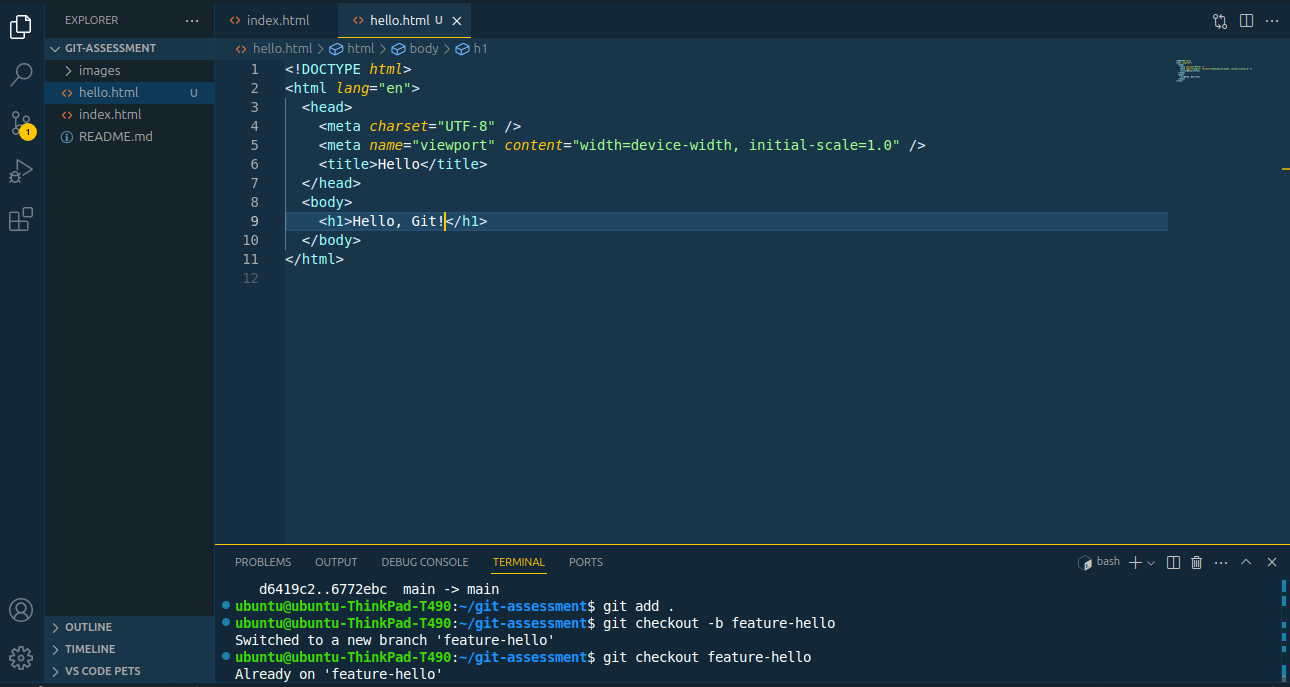 EXPLORER
GIT-ASSESSMENT
images
hello.html U
index.html
README.md
1
OUTLINE
TIMELINE
VS CODE PETS
index.html
hello.html U
hello.html > html > body > h1
1 <!DOCTYPE html>
2 <html lang="en">
3   <head>
4     <meta charset="UTF-8" />
5     <meta name="viewport" content="width=device-width, initial-scale=1.0" />
6     <title>Hello</title>
7   </head>
8   <body>
9     <h1>Hello, Git!</h1>
10   </body>
11 </html>
12
PROBLEMS OUTPUT DEBUG CONSOLE TERMINAL PORTS
bash
d6419c2..6772ebc  main -> main
ubuntu@ubuntu-ThinkPad-T490:~/git-assessment$ git add .
ubuntu@ubuntu-ThinkPad-T490:~/git-assessment$ git checkout -b feature-hello
Switched to a new branch 'feature-hello'
ubuntu@ubuntu-ThinkPad-T490:~/git-assessment$ git checkout feature-hello
Already on 'feature-hello'